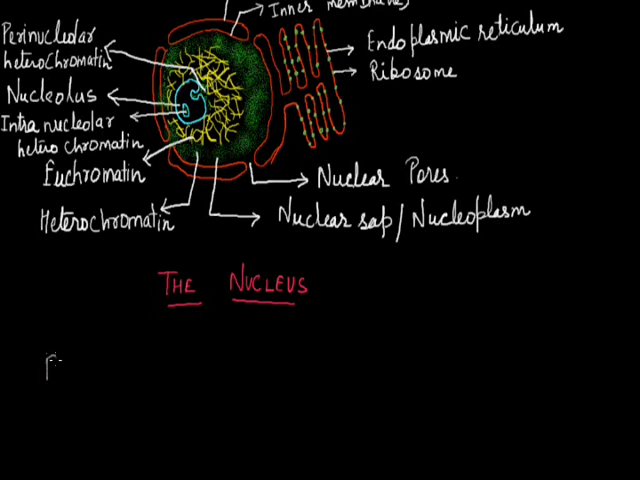 Inner membrane
Perinucleolar
heterochromatin
Endoplasmic reticulum
Ribosome
Nucleolus
Intra nucleolar
hetero chromatin
Euchromatin
Nuclear Pores
Heterochromatin
Nuclear sap/Nucleoplasm
THE NUCLEUS